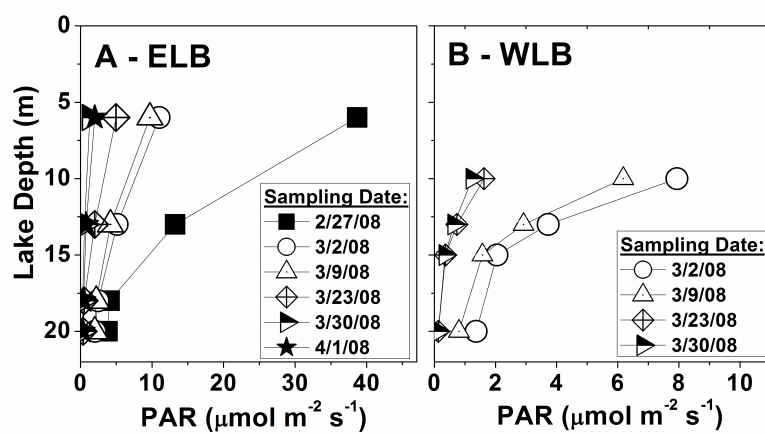 A - ELB
B - WLB
Lake Depth (m)
0
5
10
15
20
Sampling Date:
2/27/08
3/2/08
3/9/08
3/23/08
3/30/08
4/1/08
Sampling Date:
3/2/08
3/9/08
3/23/08
3/30/08
0 10 20 30 40
0 2 4 6 8 10
PAR (μmol m⁻² s⁻¹)
PAR (μmol m⁻² s⁻¹)